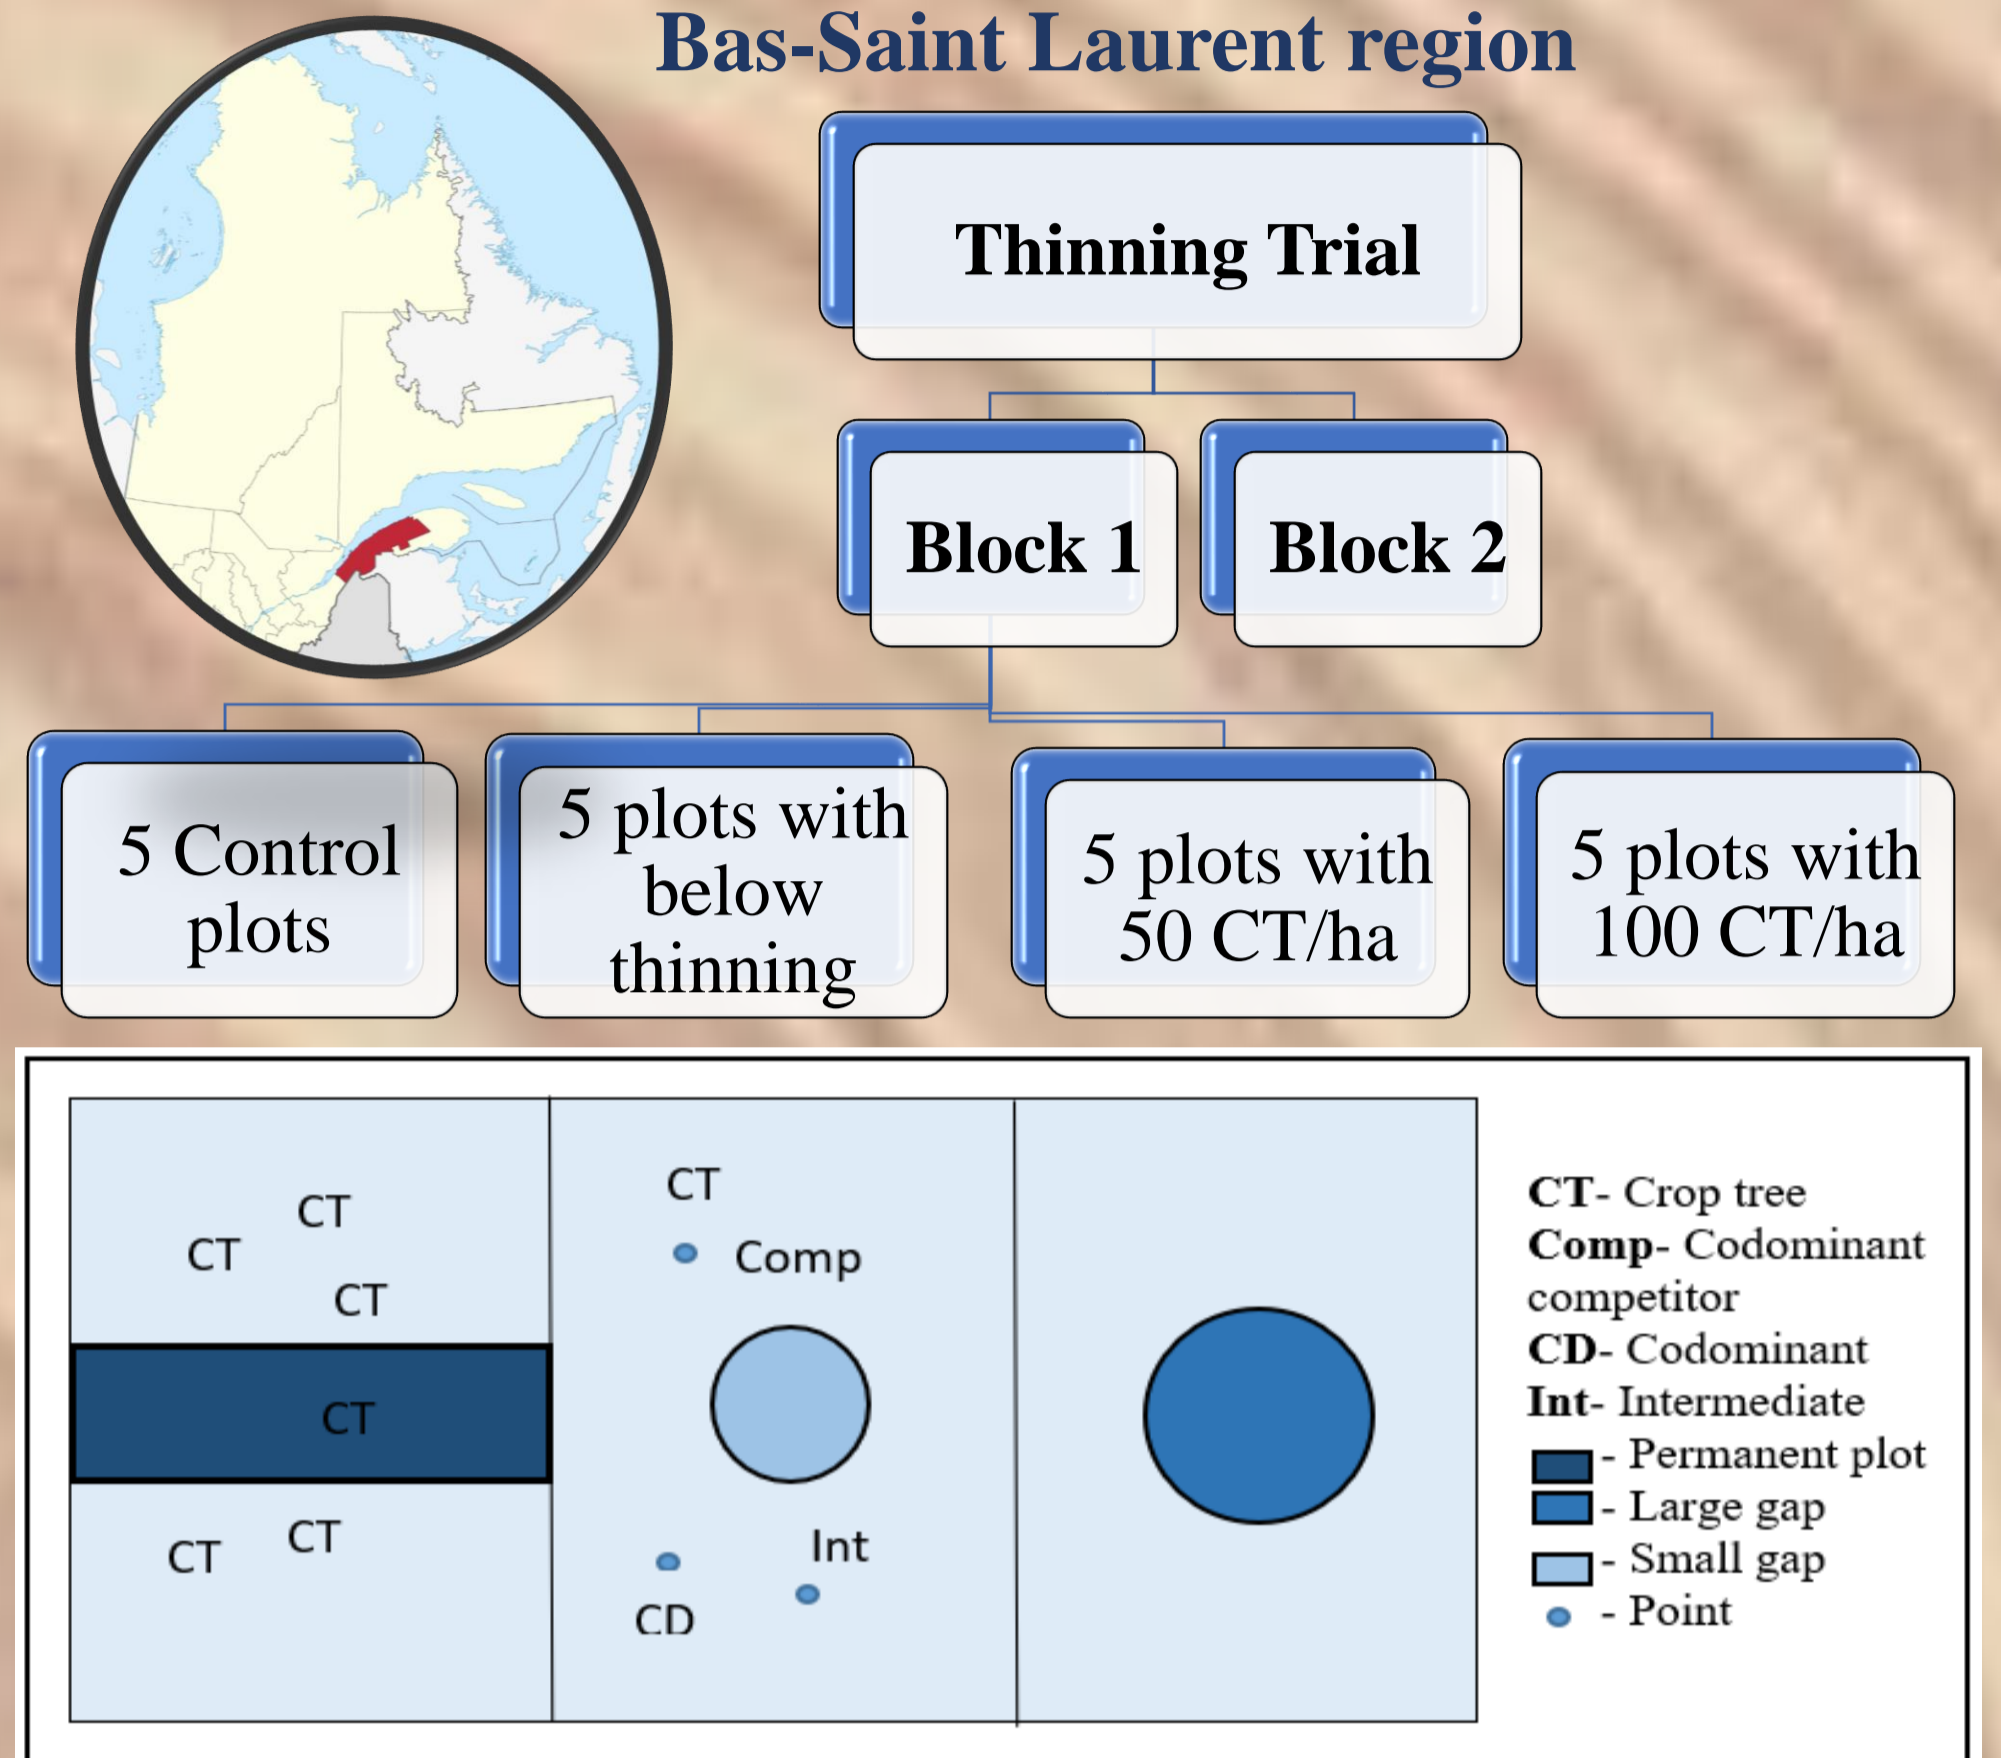 Bas-Saint Laurent region
Thinning Trial
Block 1
Block 2
5 Control
plots
5 plots with
below
thinning
5 plots with
50 CT/ha
5 plots with
100 CT/ha
CT
CT
CT
CT
CT
CT
CT
Comp
Int
CD
CT- Crop tree
Comp- Codominant
competitor
CD- Codominant
Int- Intermediate
- Permanent plot
- Large gap
- Small gap
- Point